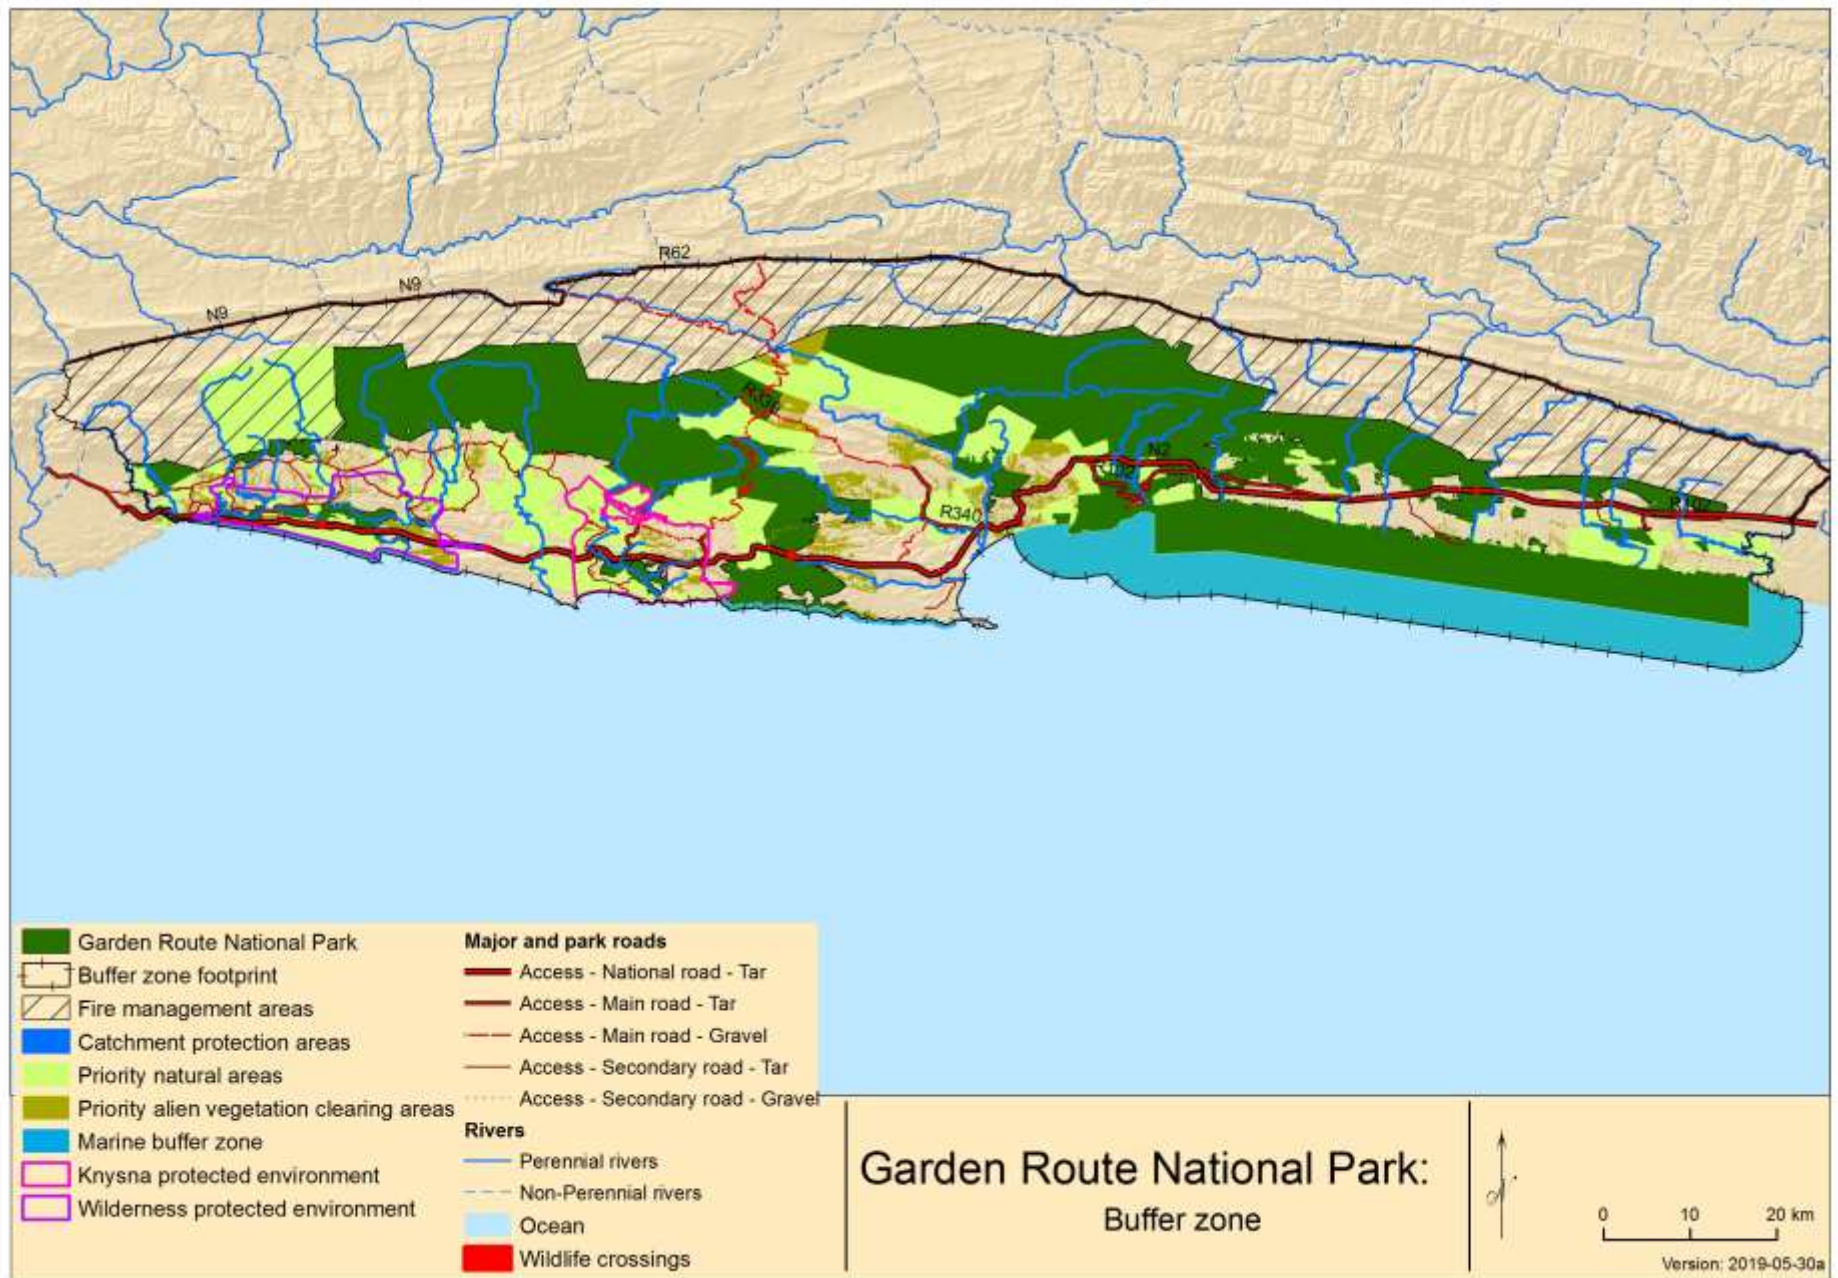 R62
N9
N9
N2
R102
R340
R102
Garden Route National Park
Buffer zone footprint
Fire management areas
Catchment protection areas
Priority natural areas
Priority alien vegetation clearing areas
Marine buffer zone
Knysna protected environment
Wilderness protected environment
Major and park roads
Access - National road - Tar
Access - Main road - Tar
Access - Main road - Gravel
Access - Secondary road - Tar
Access - Secondary road - Gravel
Rivers
Perennial rivers
Non-Perennial rivers
Ocean
Wildlife crossings
Garden Route National Park:
Buffer zone
N
0 10 20 km
Version: 2019-05-30a